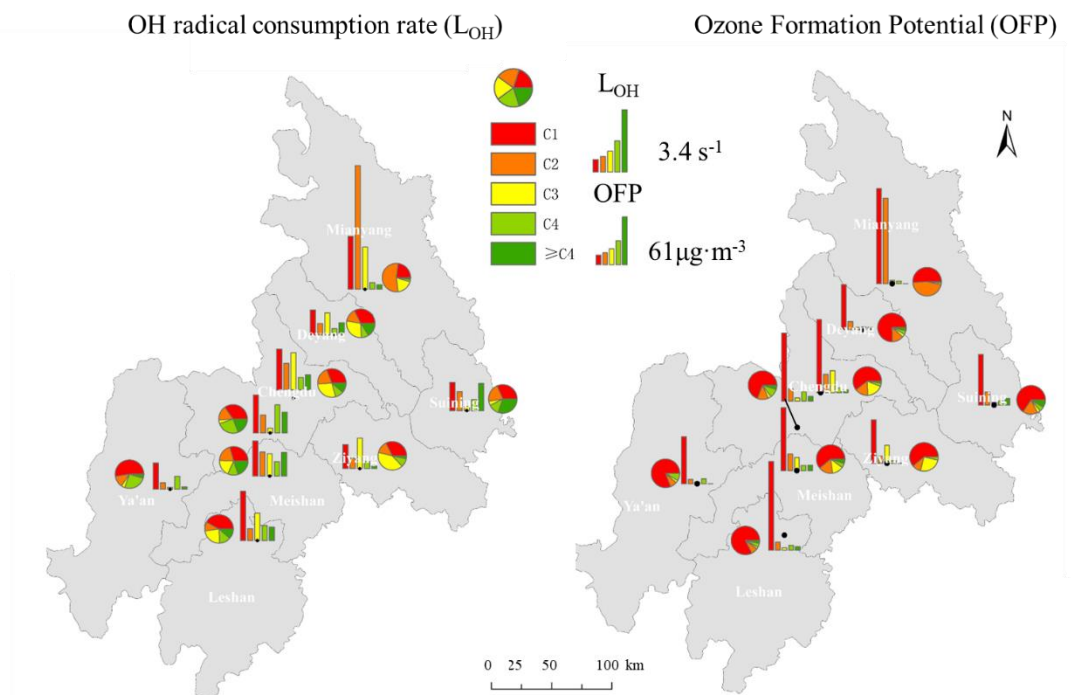 OH radical consumption rate (LOH)
Ozone Formation Potential (OFP)
LOH
C1
C2
C3
C4
≥C4
3.4 s-1
OFP
61μg·m-3
N
Mianyang
Deyang
Chengdu
Suining
Ziyang
Ya'an
Meishan
Leshan
Mianyang
Deyang
Chengdu
Suining
Ziyang
Ya'an
Meishan
Leshan
0 25 50 100 km